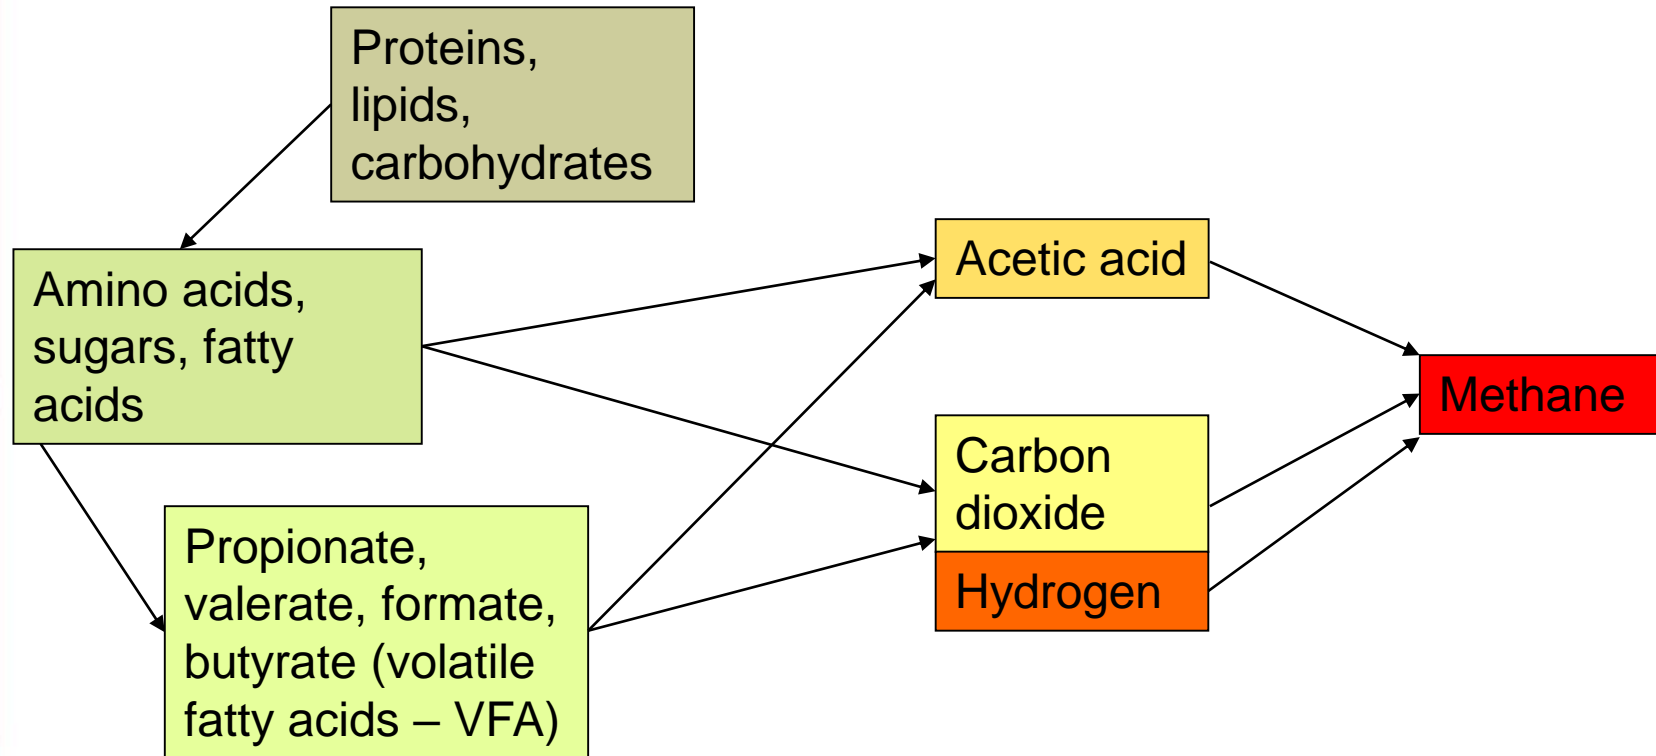 Proteins,
lipids,
carbohydrates
Amino acids,
sugars, fatty
acids
Propionate,
valerate, formate,
butyrate (volatile
fatty acids – VFA)
Acetic acid
Carbon
dioxide
Hydrogen
Methane